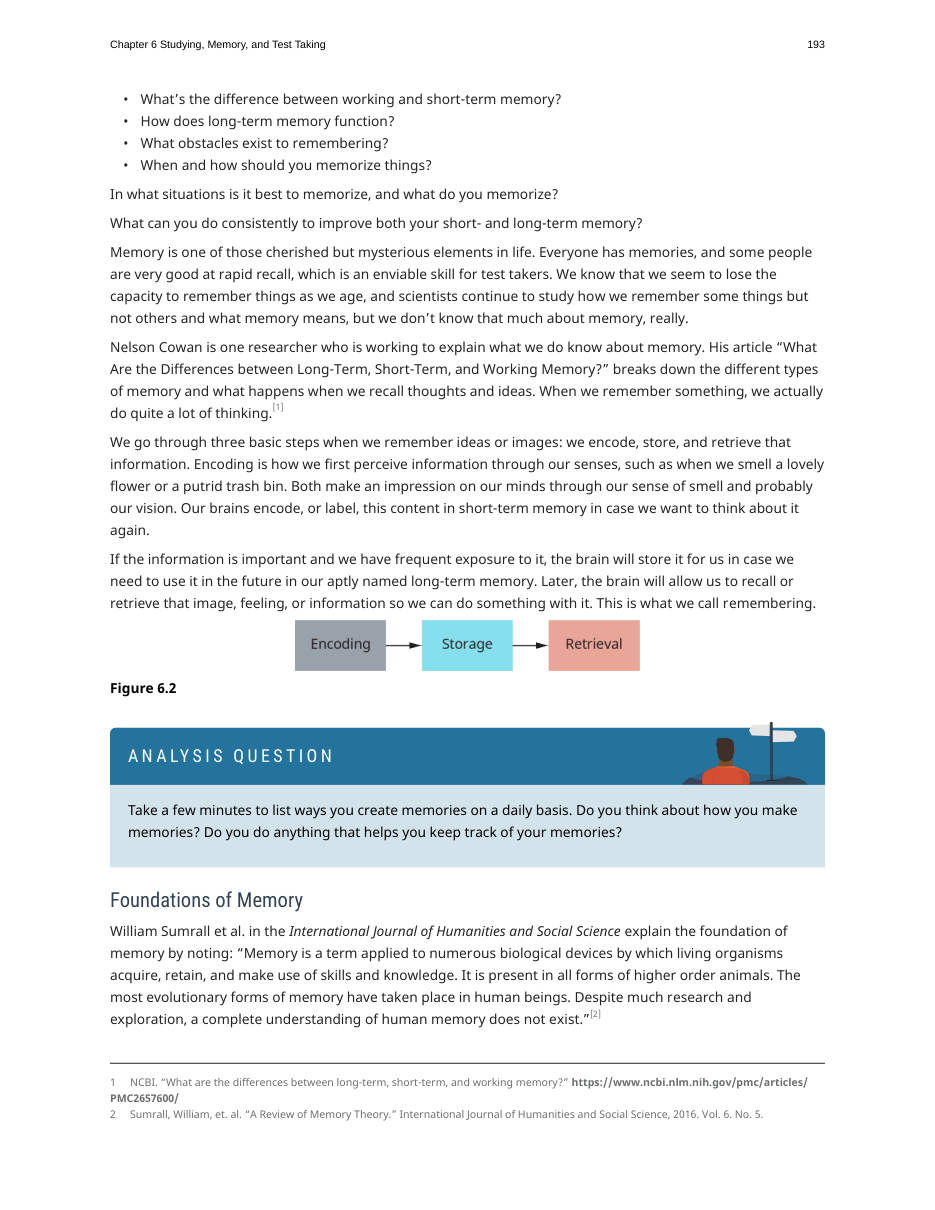 Chapter 6 Studying, Memory, and Test Taking 193
• What’s the difference between working and short-term memory?
• How does long-term memory function?
• What obstacles exist to remembering?
• When and how should you memorize things?
In what situations is it best to memorize, and what do you memorize?
What can you do consistently to improve both your short- and long-term memory?
Memory is one of those cherished but mysterious elements in life. Everyone has memories, and some people
are very good at rapid recall, which is an enviable skill for test takers. We know that we seem to lose the
capacity to remember things as we age, and scientists continue to study how we remember some things but
not others and what memory means, but we don’t know that much about memory, really.
Nelson Cowan is one researcher who is working to explain what we do know about memory. His article “What
Are the Differences between Long-Term, Short-Term, and Working Memory?” breaks down the different types
of memory and what happens when we recall thoughts and ideas. When we remember something, we actually
do quite a lot of thinking.[1]
We go through three basic steps when we remember ideas or images: we encode, store, and retrieve that
information. Encoding is how we first perceive information through our senses, such as when we smell a lovely
flower or a putrid trash bin. Both make an impression on our minds through our sense of smell and probably
our vision. Our brains encode, or label, this content in short-term memory in case we want to think about it
again.
If the information is important and we have frequent exposure to it, the brain will store it for us in case we
need to use it in the future in our aptly named long-term memory. Later, the brain will allow us to recall or
retrieve that image, feeling, or information so we can do something with it. This is what we call remembering.
Encoding Storage Retrieval
Figure 6.2
ANALYSIS QUESTION
Take a few minutes to list ways you create memories on a daily basis. Do you think about how you make
memories? Do you do anything that helps you keep track of your memories?
Foundations of Memory
William Sumrall et al. in the International Journal of Humanities and Social Science explain the foundation of
memory by noting: “Memory is a term applied to numerous biological devices by which living organisms
acquire, retain, and make use of skills and knowledge. It is present in all forms of higher order animals. The
most evolutionary forms of memory have taken place in human beings. Despite much research and
exploration, a complete understanding of human memory does not exist.”[2]
1 NCBI. “What are the differences between long-term, short-term, and working memory?” https://www.ncbi.nlm.nih.gov/pmc/articles/
PMC2657600/
2 Sumrall, William, et. al. “A Review of Memory Theory.” International Journal of Humanities and Social Science, 2016. Vol. 6. No. 5.